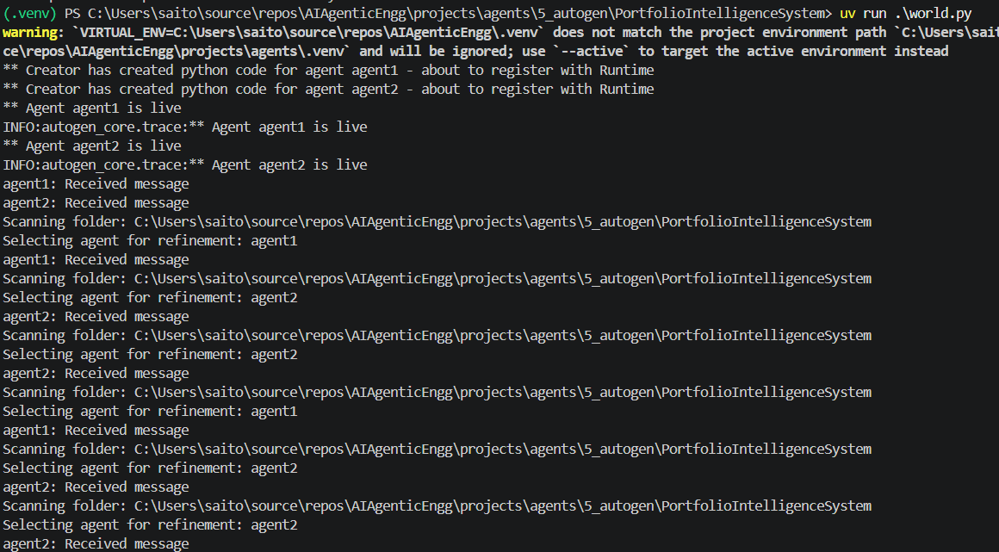 (.venv) PS C:\Users\saito\source\repos\AIAgenticEngg\projects\agents\5_autogen\PortfolioIntelligenceSystem> uv run .\world.py
warning: `VIRTUAL_ENV=C:\Users\saito\source\repos\AIAgenticEngg\.venv` does not match the project environment path `C:\Users\sait
ce\repos\AIAgenticEngg\projects\agents\.venv` and will be ignored; use `--active` to target the active environment instead
** Creator has created python code for agent agent1 - about to register with Runtime
** Creator has created python code for agent agent2 - about to register with Runtime
** Agent agent1 is live
INFO:autogen_core.trace:** Agent agent1 is live
** Agent agent2 is live
INFO:autogen_core.trace:** Agent agent2 is live
agent1: Received message
agent2: Received message
Scanning folder: C:\Users\saito\source\repos\AIAgenticEngg\projects\agents\5_autogen\PortfolioIntelligenceSystem
Selecting agent for refinement: agent1
agent1: Received message
Scanning folder: C:\Users\saito\source\repos\AIAgenticEngg\projects\agents\5_autogen\PortfolioIntelligenceSystem
Selecting agent for refinement: agent2
agent2: Received message
Scanning folder: C:\Users\saito\source\repos\AIAgenticEngg\projects\agents\5_autogen\PortfolioIntelligenceSystem
Selecting agent for refinement: agent2
agent2: Received message
Scanning folder: C:\Users\saito\source\repos\AIAgenticEngg\projects\agents\5_autogen\PortfolioIntelligenceSystem
Selecting agent for refinement: agent1
agent1: Received message
Scanning folder: C:\Users\saito\source\repos\AIAgenticEngg\projects\agents\5_autogen\PortfolioIntelligenceSystem
Selecting agent for refinement: agent2
agent2: Received message
Scanning folder: C:\Users\saito\source\repos\AIAgenticEngg\projects\agents\5_autogen\PortfolioIntelligenceSystem
Selecting agent for refinement: agent2
agent2: Received message